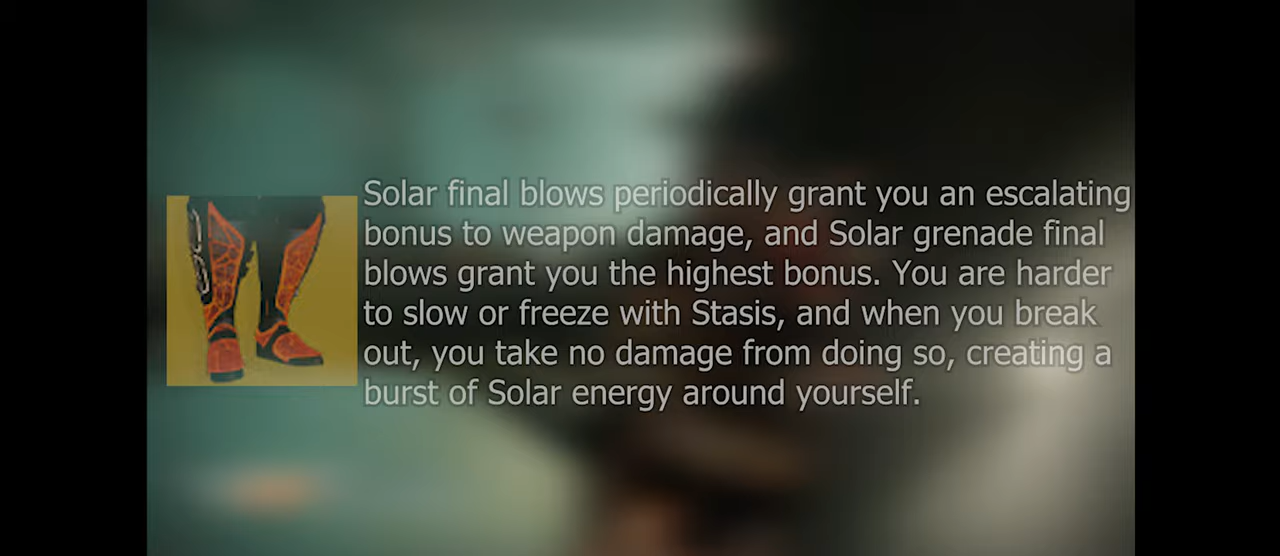 Solar final blows periodically grant you an escalating
bonus to weapon damage, and Solar grenade final
blows grant you the highest bonus. You are harder
to slow or freeze with Stasis, and when you break
out, you take no damage from doing so, creating a
burst of Solar energy around yourself.